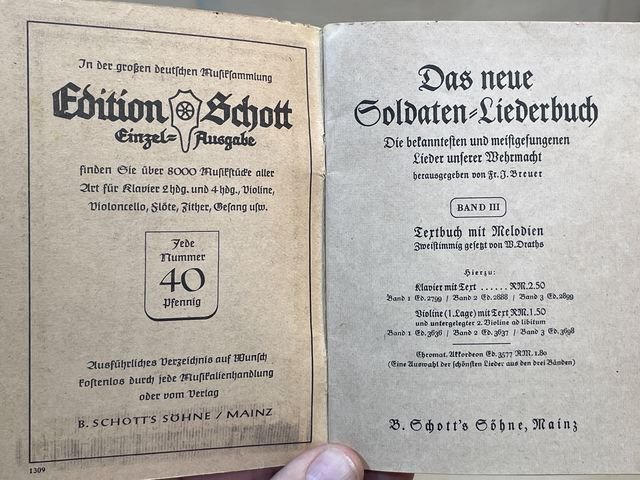 In der großen deutschen Musiksammlung
Edition Schott
Einzel=Ausgabe
finden Sie über 8000 Musikstücke aller
Art für Klavier 2hdg. und 4hdg., Violine,
Violoncello, Flöte, Zither, Gesang usw.
Jede
Nummer
40
Pfennig
Ausführliches Verzeichnis auf Wunsch
kostenlos durch jede Musikalienhandlung
oder vom Verlag
B. SCHOTT'S SÖHNE / MAINZ
1309
Das neue
Soldaten=Liederbuch
Die bekanntesten und meistgesungenen
Lieder unserer Wehrmacht
herausgegeben von Fr. J. Breuer
BAND III
Textbuch mit Melodien
Zweistimmig gesetzt von W. Draths
Hierzu:
Klavier mit Text ...... RM. 2.50
Band 1 Ed. 2799 / Band 2 Ed. 2888 / Band 3 Ed. 2899
Violine (1. Lage) mit Text RM. 1.50
und untergelegter 2. Violine ad libitum
Band 1 Ed. 3636 / Band 2 Ed. 3637 / Band 3 Ed. 3698
Chromat. Akkordeon Ed. 3577 RM. 1.80
(Eine Auswahl der schönsten Lieder aus den drei Bänden)
B. Schott's Söhne, Mainz